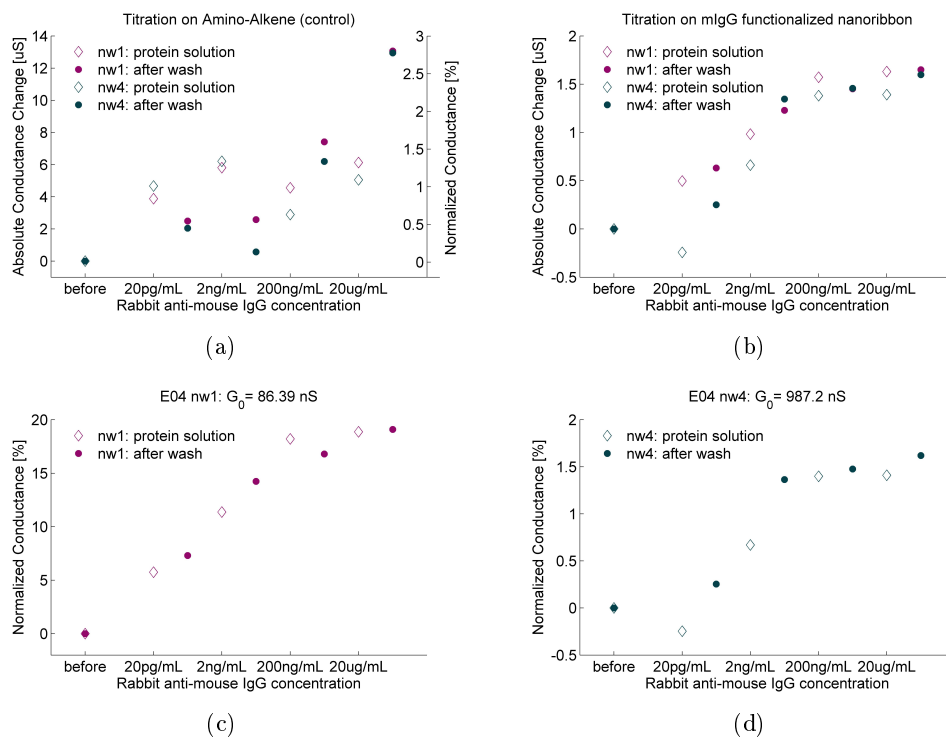 Titration on Amino-Alkene (control)
14
12
10
8
6
4
2
0
Absolute Conductance Change [uS]
nw1: protein solution
nw1: after wash
nw4: protein solution
nw4: after wash
3
2.5
2
1.5
1
0.5
0
Normalized Conductance [%]
before 20pg/mL 2ng/mL 200ng/mL 20ug/mL
Rabbit anti-mouse IgG concentration
(a)
Titration on mIgG functionalized nanoribbon
2
1.5
1
0.5
0
-0.5
Absolute Conductance Change [uS]
nw1: protein solution
nw1: after wash
nw4: protein solution
nw4: after wash
before 20pg/mL 2ng/mL 200ng/mL 20ug/mL
Rabbit anti-mouse IgG concentration
(b)
E04 nw1: G0= 86.39 nS
20
15
10
5
0
Normalized Conductance [%]
nw1: protein solution
nw1: after wash
before 20pg/mL 2ng/mL 200ng/mL 20ug/mL
Rabbit anti-mouse IgG concentration
(c)
E04 nw4: G0= 987.2 nS
2
1.5
1
0.5
0
-0.5
Normalized Conductance [%]
nw4: protein solution
nw4: after wash
before 20pg/mL 2ng/mL 200ng/mL 20ug/mL
Rabbit anti-mouse IgG concentration
(d)